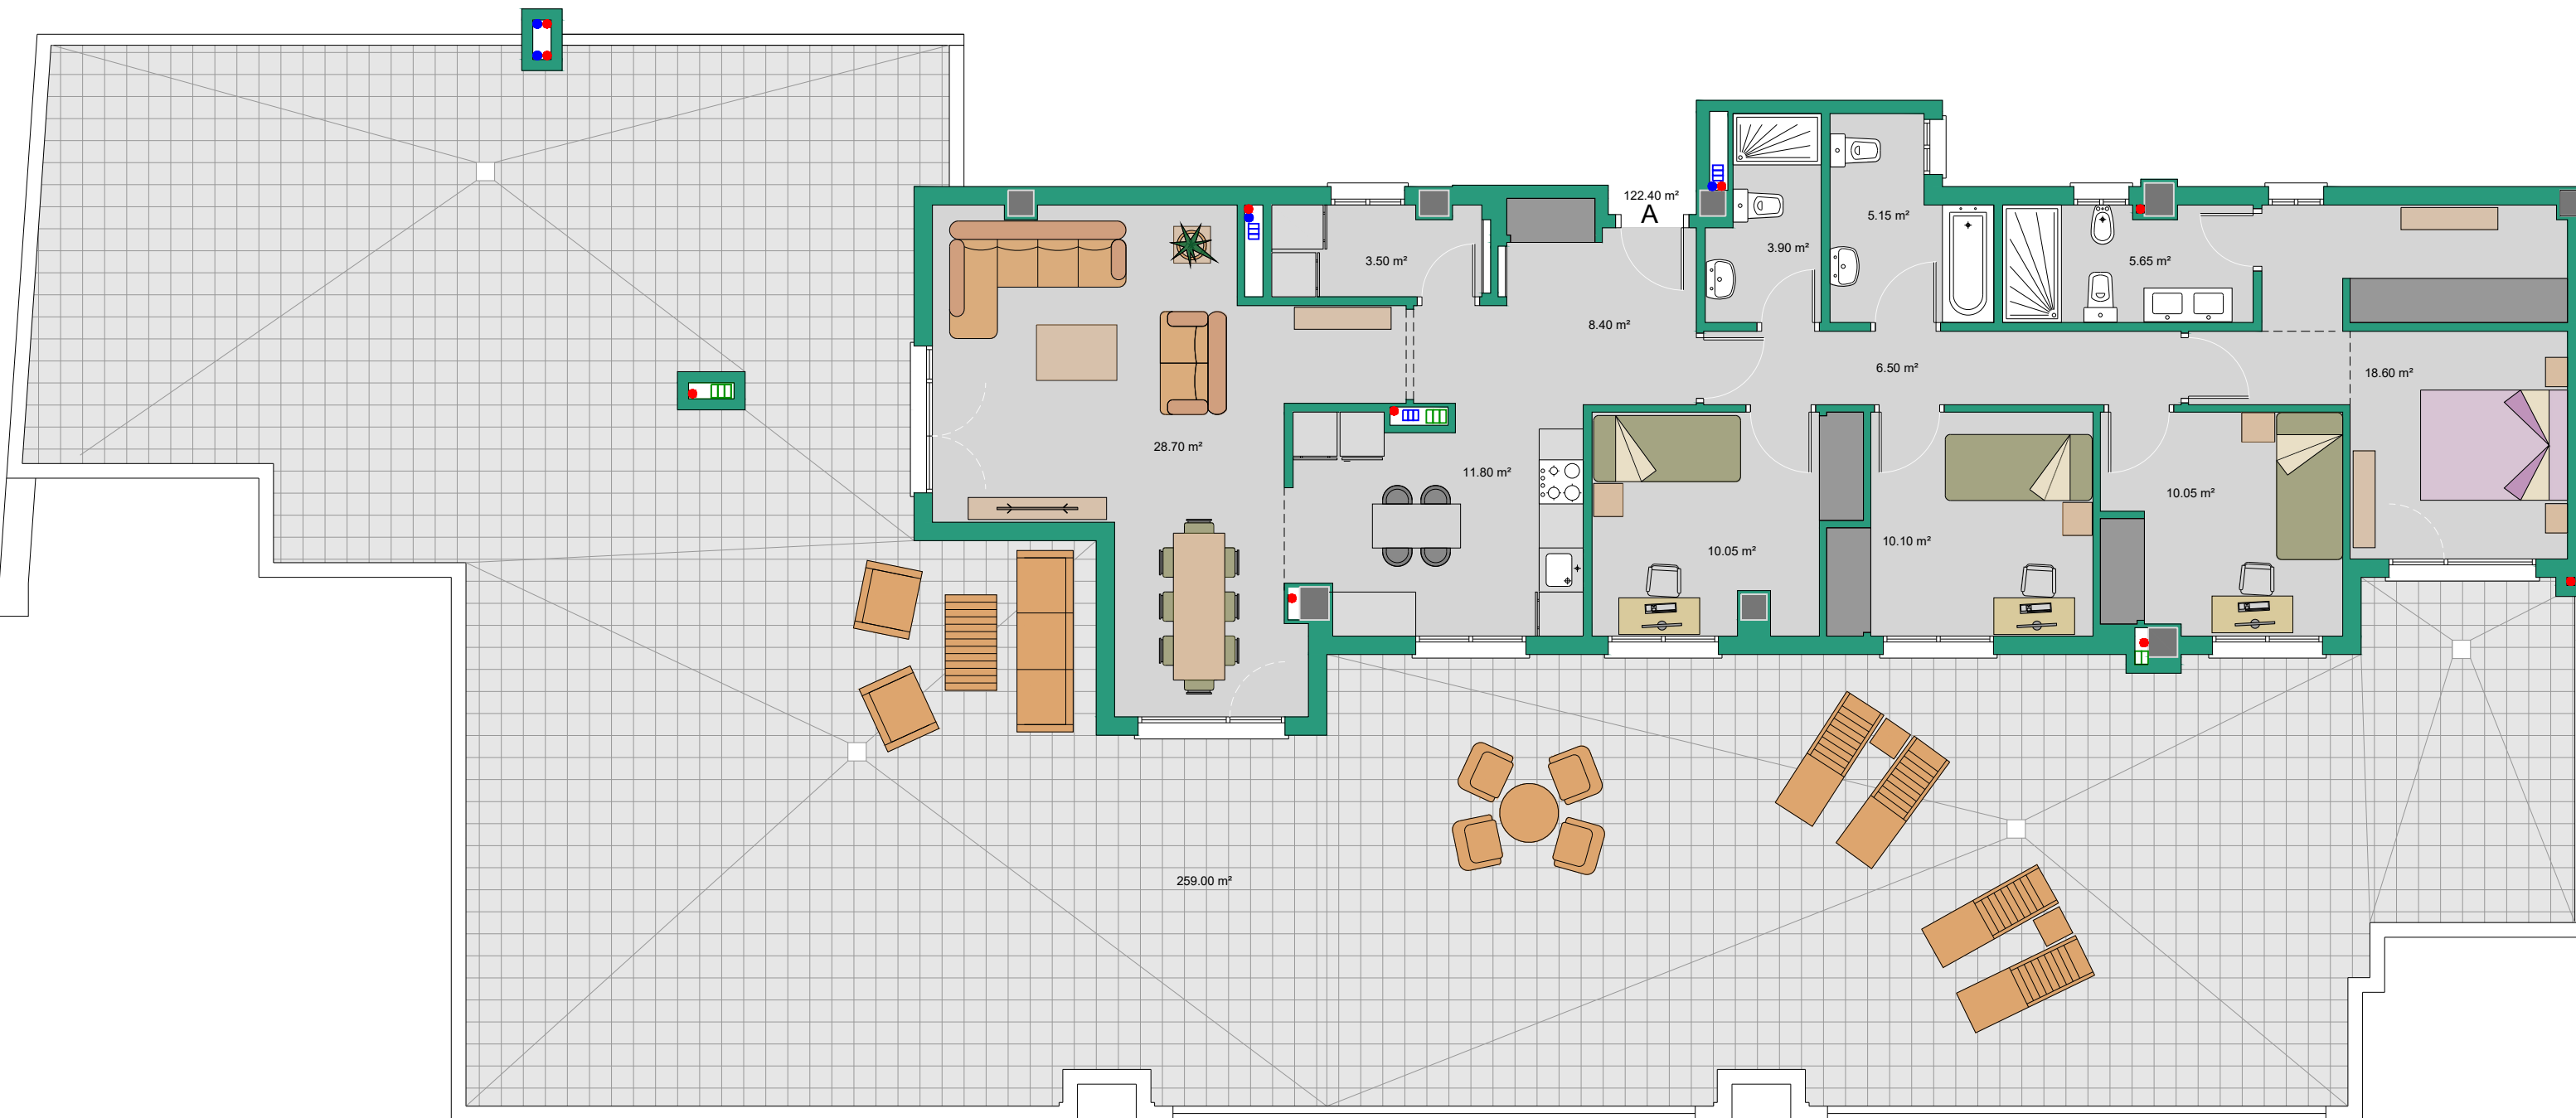 122.40 m²
A
5.15 m²
3.90 m²
3.50 m²
5.65 m²
8.40 m²
6.50 m²
18.60 m²
28.70 m²
11.80 m²
10.05 m²
10.05 m²
10.10 m²
259.00 m²